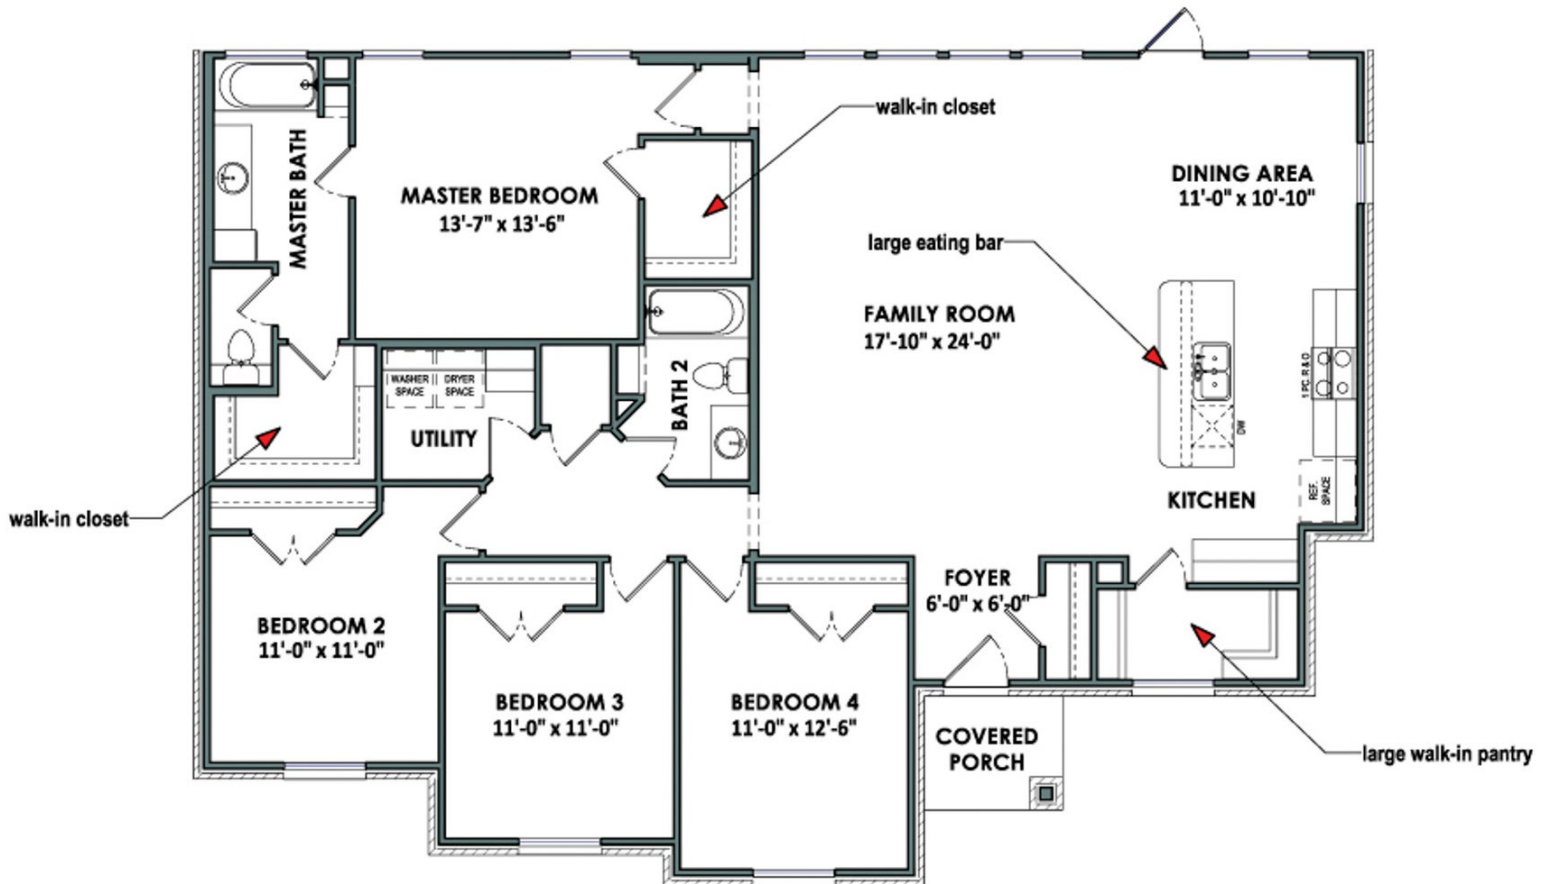 walk-in closet
MASTER BATH
MASTER BEDROOM
13'-7" x 13'-6"
DINING AREA
11'-0" x 10'-10"
large eating bar
FAMILY ROOM
17'-10" x 24'-0"
WASHER
SPACE
DRYER
SPACE
BATH 2
1 PC. R & O
UTILITY
DW
REF.
SPACE
KITCHEN
walk-in closet
FOYER
6'-0" x 6'-0"
BEDROOM 2
11'-0" x 11'-0"
BEDROOM 3
11'-0" x 11'-0"
BEDROOM 4
11'-0" x 12'-6"
COVERED
PORCH
large walk-in pantry